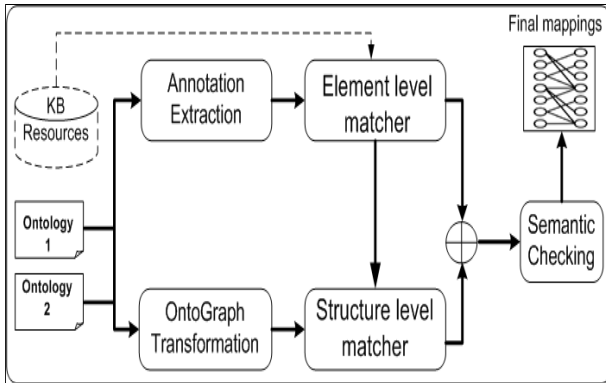 Final mappings
KB
Resources
Annotation
Extraction
Element level
matcher
Ontology
1
Ontology
2
OntoGraph
Transformation
Structure level
matcher
Semantic
Checking